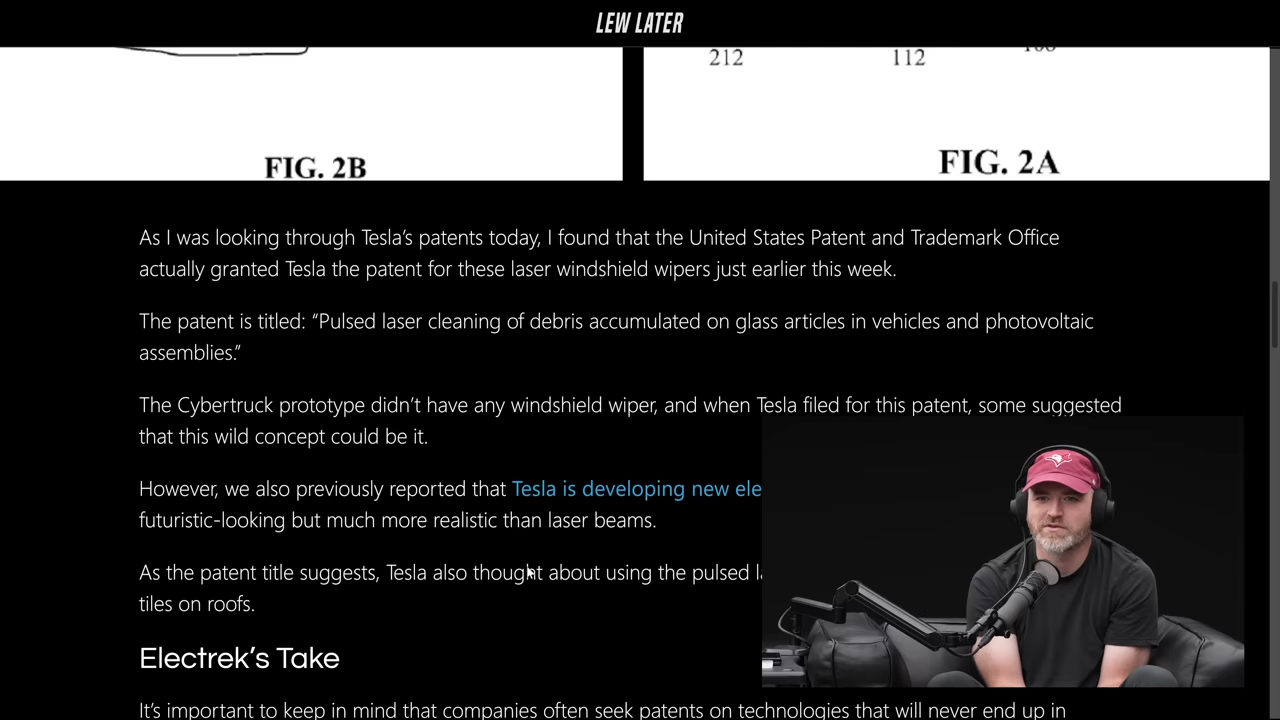 LEW LATER
212 112
FIG. 2B
FIG. 2A
As I was looking through Tesla’s patents today, I found that the United States Patent and Trademark Office
actually granted Tesla the patent for these laser windshield wipers just earlier this week.
The patent is titled: “Pulsed laser cleaning of debris accumulated on glass articles in vehicles and photovoltaic
assemblies.”
The Cybertruck prototype didn’t have any windshield wiper, and when Tesla filed for this patent, some suggested
that this wild concept could be it.
However, we also previously reported that Tesla is developing new ele
futuristic-looking but much more realistic than laser beams.
As the patent title suggests, Tesla also thought about using the pulsed
tiles on roofs.
Electrek’s Take
It’s important to keep in mind that companies often seek patents on technologies that will never end up in